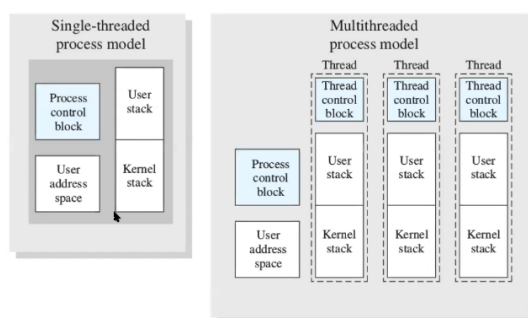 Single-threaded
process model
Process
control
block
User
stack
User
address
space
Kernel
stack
Multithreaded
process model
Thread
Thread
Thread
Thread
control
block
Thread
control
block
Thread
control
block
Process
control
block
User
stack
User
stack
User
stack
User
address
space
Kernel
stack
Kernel
stack
Kernel
stack